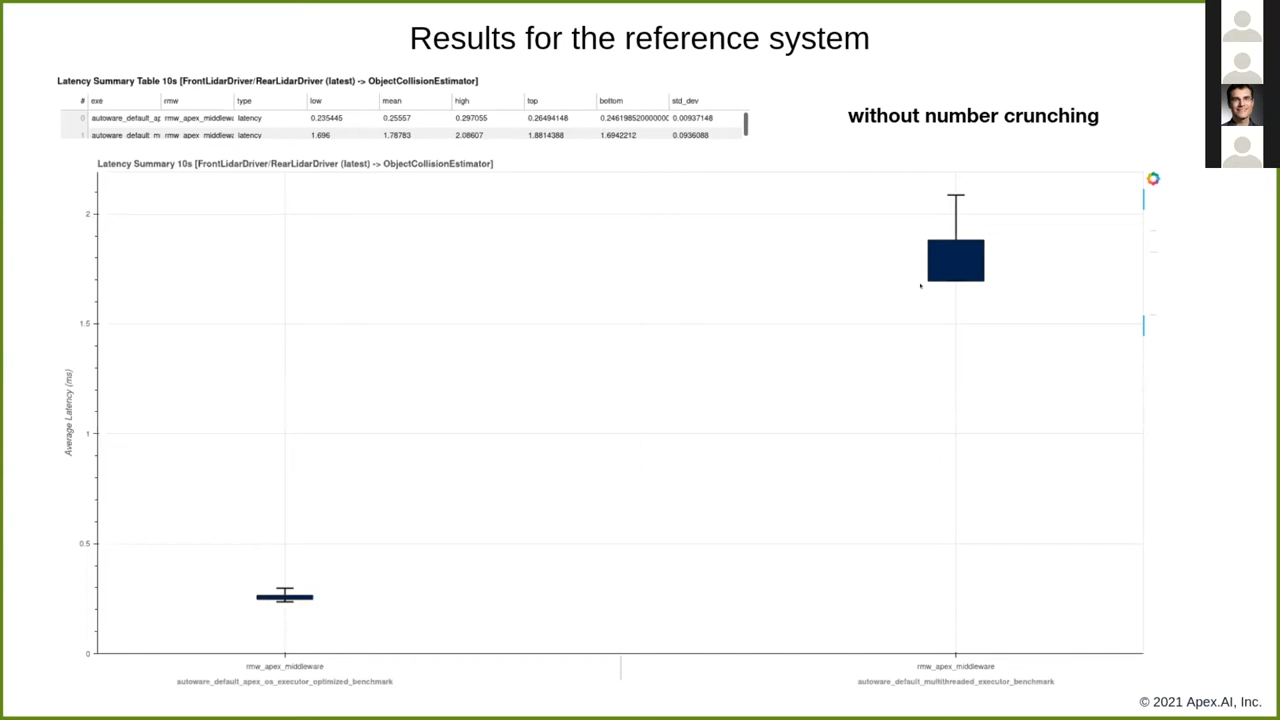 Results for the reference system
Latency Summary Table 10s [FrontLidarDriver/RearLidarDriver (latest) -> ObjectCollisionEstimator]
# exe rmw type low mean high top bottom std_dev
0 autoware_default_ap rmw_apex_middlewa latency 0.235445 0.25557 0.297055 0.26494148 0.2461985200000C 0.00937148
1 autoware_default_m rmw_apex_middlewa latency 1.696 1.78783 2.08607 1.8814388 1.6942212 0.0936088
without number crunching
Latency Summary 10s [FrontLidarDriver/RearLidarDriver (latest) -> ObjectCollisionEstimator]
Average Latency (ms)
2
1.5
1
0.5
0
rmw_apex_middleware
rmw_apex_middleware
autoware_default_apex_os_executor_optimized_benchmark
autoware_default_multithreaded_executor_benchmark
© 2021 Apex.AI, Inc.